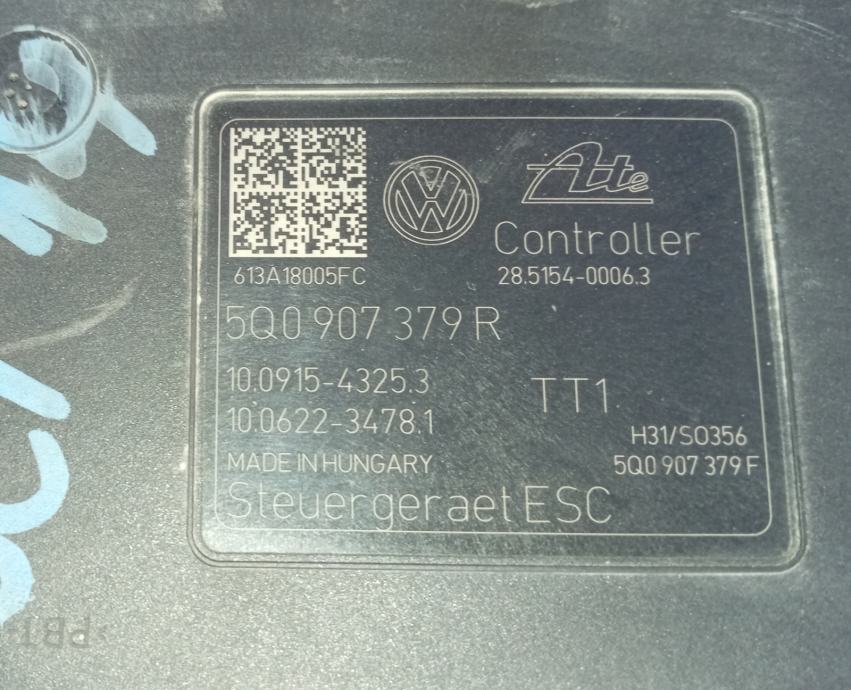 Ate
Controller
613A18005FC 28.5154-0006.3
5Q0 907 379 R
10.0915-4325.3
10.0622-3478.1
TT1
H31/S0356
MADE IN HUNGARY 5Q0 907 379 F
Steuergeraet ESC